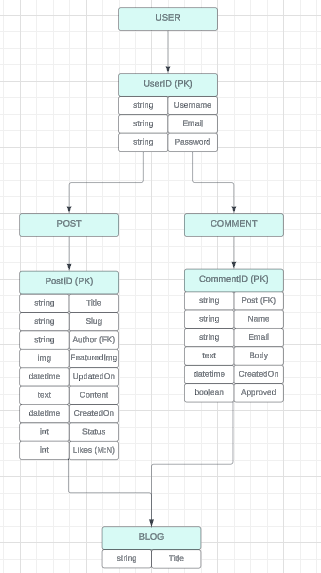 USER
UserID (PK)
string Username
string Email
string Password
POST
PostID (PK)
string Title
string Slug
string Author (FK)
img FeaturedImg
datetime UpdatedOn
text Content
datetime CreatedOn
int Status
int Likes (M:N)
COMMENT
CommentID (PK)
string Post (FK)
string Name
string Email
text Body
datetime CreatedOn
boolean Approved
BLOG
string Title